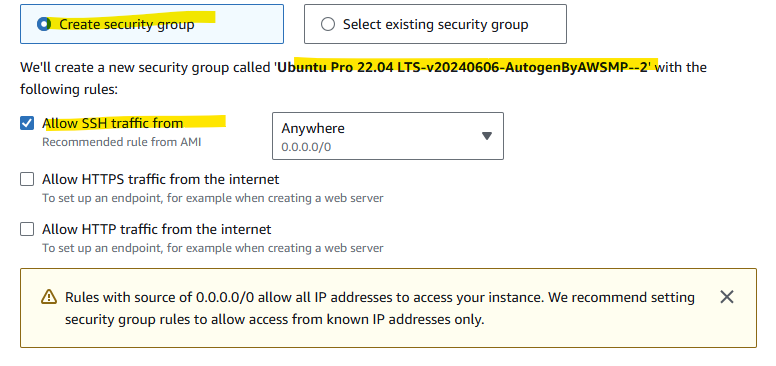 Create security group
Select existing security group
We'll create a new security group called 'Ubuntu Pro 22.04 LTS-v20240606-AutogenByAWSMP--2' with the
following rules:
Allow SSH traffic from
Recommended rule from AMI
Anywhere
0.0.0.0/0
Allow HTTPS traffic from the internet
To set up an endpoint, for example when creating a web server
Allow HTTP traffic from the internet
To set up an endpoint, for example when creating a web server
Rules with source of 0.0.0.0/0 allow all IP addresses to access your instance. We recommend setting
security group rules to allow access from known IP addresses only.